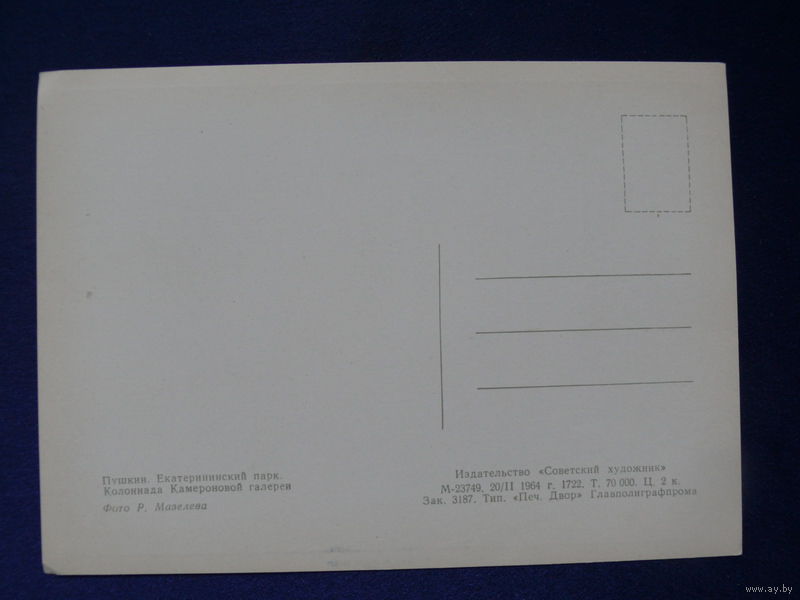 Пушкин. Екатерининский парк.
Колоннада Камероновой галереи
Фото Р. Мазелева
Издательство «Советский художник»
М-23749, 20/II 1964 г. 1722. Т. 70 000. Ц. 2 к.
Зак. 3187. Тип. «Печ. Двор» Главполиграфпрома
www.ay.by